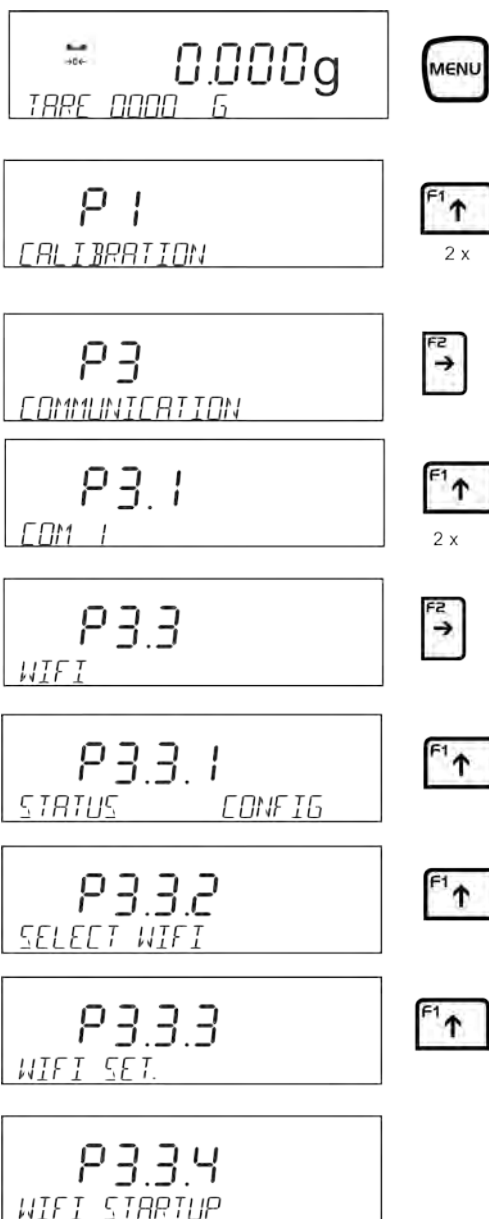 →0←
0.000g
MENU
TARE 0000 G
P1
F1 ↑
CALIBRATION
2 x
P3
F2 →
COMMUNICATION
P3.1
F1 ↑
COM 1
2 x
P3.3
F2 →
WIFI
P3.3.1
F1 ↑
STATUS CONFIG
P3.3.2
F1 ↑
SELECT WIFI
P3.3.3
F1 ↑
WIFI SET.
P3.3.4
WIFI STARTUP